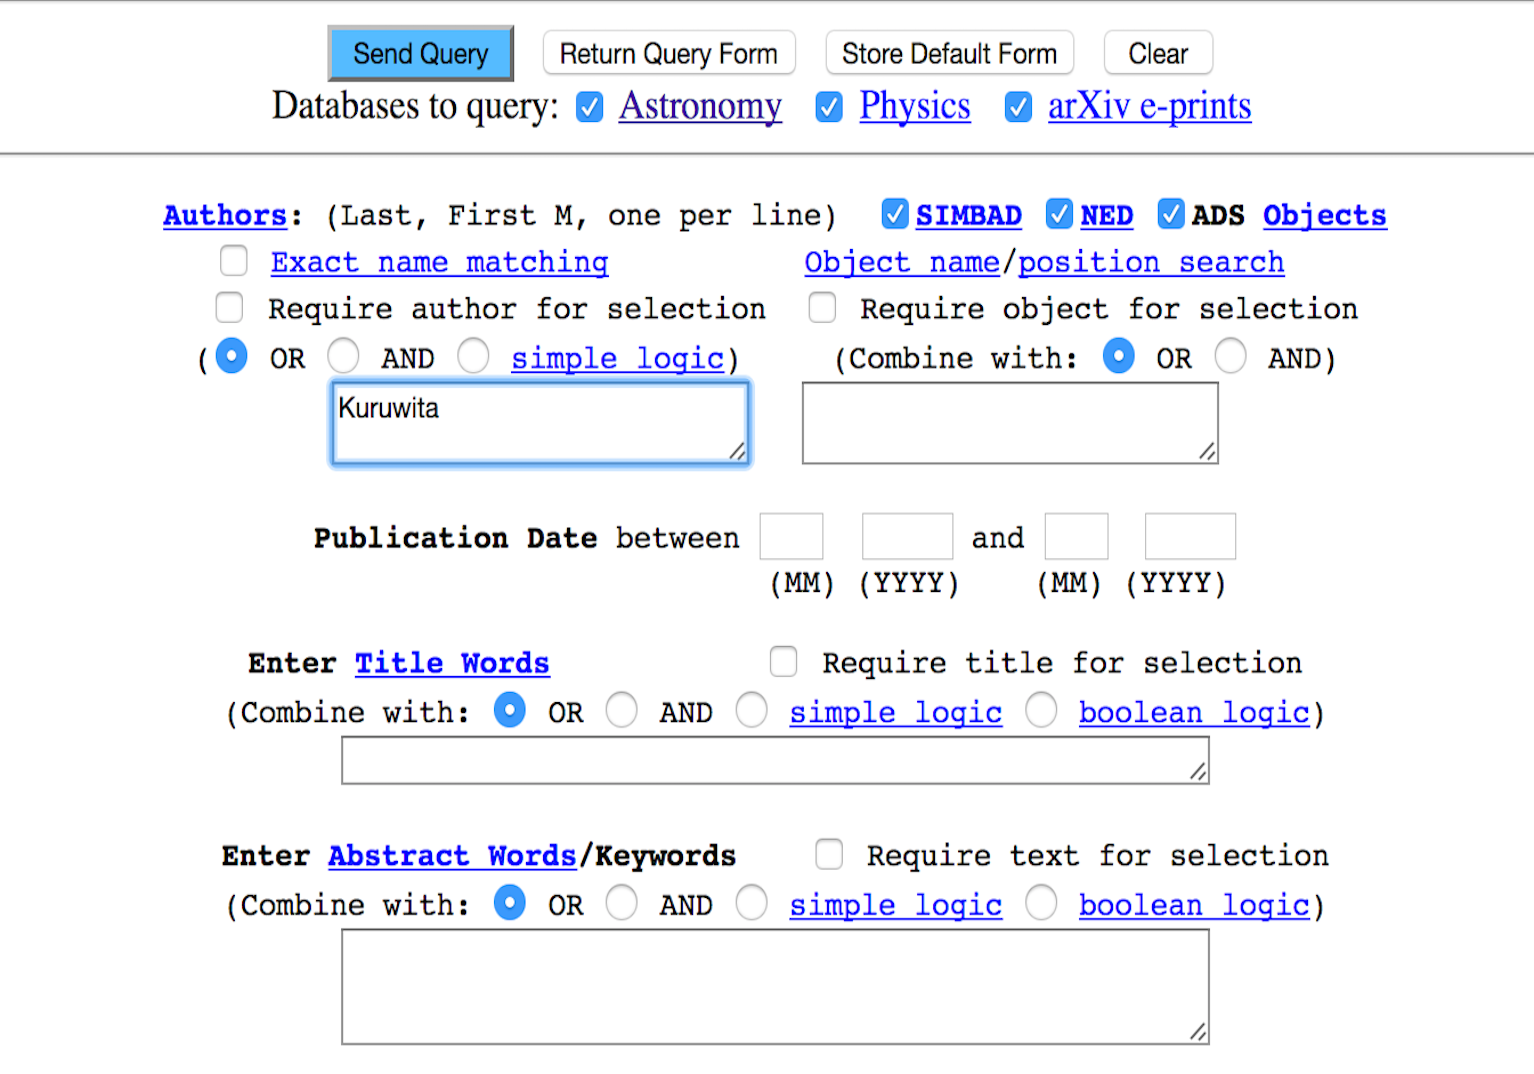 Send Query Return Query Form Store Default Form Clear
Databases to query: Astronomy Physics arXiv e-prints
Authors: (Last, First M, one per line) SIMBAD NED ADS Objects
Exact name matching Object name/position search
Require author for selection Require object for selection
( OR AND simple logic) (Combine with: OR AND)
Kuruwita
Publication Date between and
(MM) (YYYY) (MM) (YYYY)
Enter Title Words Require title for selection
(Combine with: OR AND simple logic boolean logic)
Enter Abstract Words/Keywords Require text for selection
(Combine with: OR AND simple logic boolean logic)